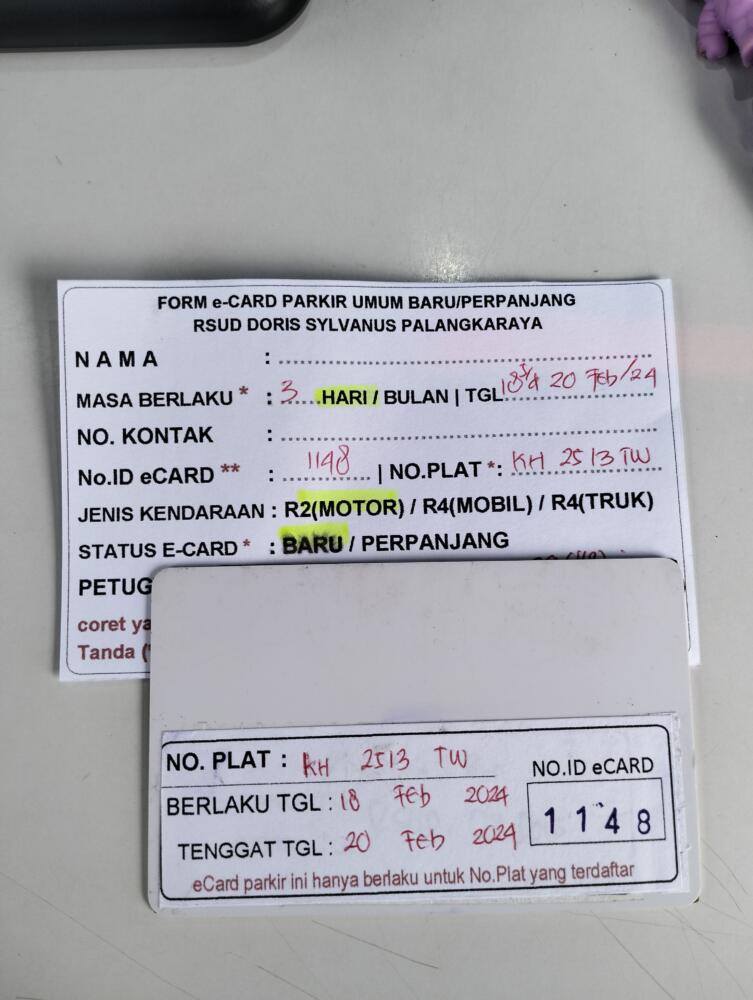 FORM e-CARD PARKIR UMUM BARU/PERPANJANG
RSUD DORIS SYLVANUS PALANGKARAYA
N A M A :
MASA BERLAKU * : 3 HARI / BULAN | TGL 18 s/d 20 Feb/24
NO. KONTAK :
No.ID eCARD ** : 1148 | NO.PLAT *: KH 2513 TW
JENIS KENDARAAN : R2(MOTOR) / R4(MOBIL) / R4(TRUK)
STATUS E-CARD * : BARU / PERPANJANG
PETUG
coret ya
Tanda (*
NO. PLAT : KH 2513 TW
NO.ID eCARD
BERLAKU TGL : 18 Feb 2024
1148
TENGGAT TGL : 20 Feb 2024
eCard parkir ini hanya berlaku untuk No.Plat yang terdaftar